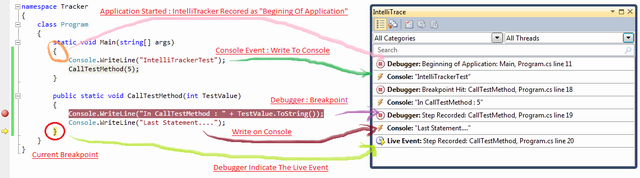 namespace Tracker
{
Application Started : IntelliTracker Recored as "Begining Of Application"
class Program
{
static void Main(string[] args)
{
Console.WriteLine("IntelliTrackerTest");
CallTestMethod(5);
}
Console Event : Write To Console
public static void CallTestMethod(int TestValue)
{
Debugger : Breakpoint
Console.WriteLine("In CallTestMethod : " + TestValue.ToString());
Console.WriteLine("Last Statement....");
Write on Console
}
Current Breakpoint
Debugger Indicate The Live Event
}
}
IntelliTrace
All Categories
All Threads
Search
Debugger: Beginning of Application: Main, Program.cs line 11
Console: "IntelliTrackerTest"
Debugger: Breakpoint Hit: CallTestMethod, Program.cs line 18
Console: "In CallTestMethod : 5"
Debugger: Step Recorded: CallTestMethod, Program.cs line 19
Console: "Last Statement...."
Live Event: Step Recorded: CallTestMethod, Program.cs line 20